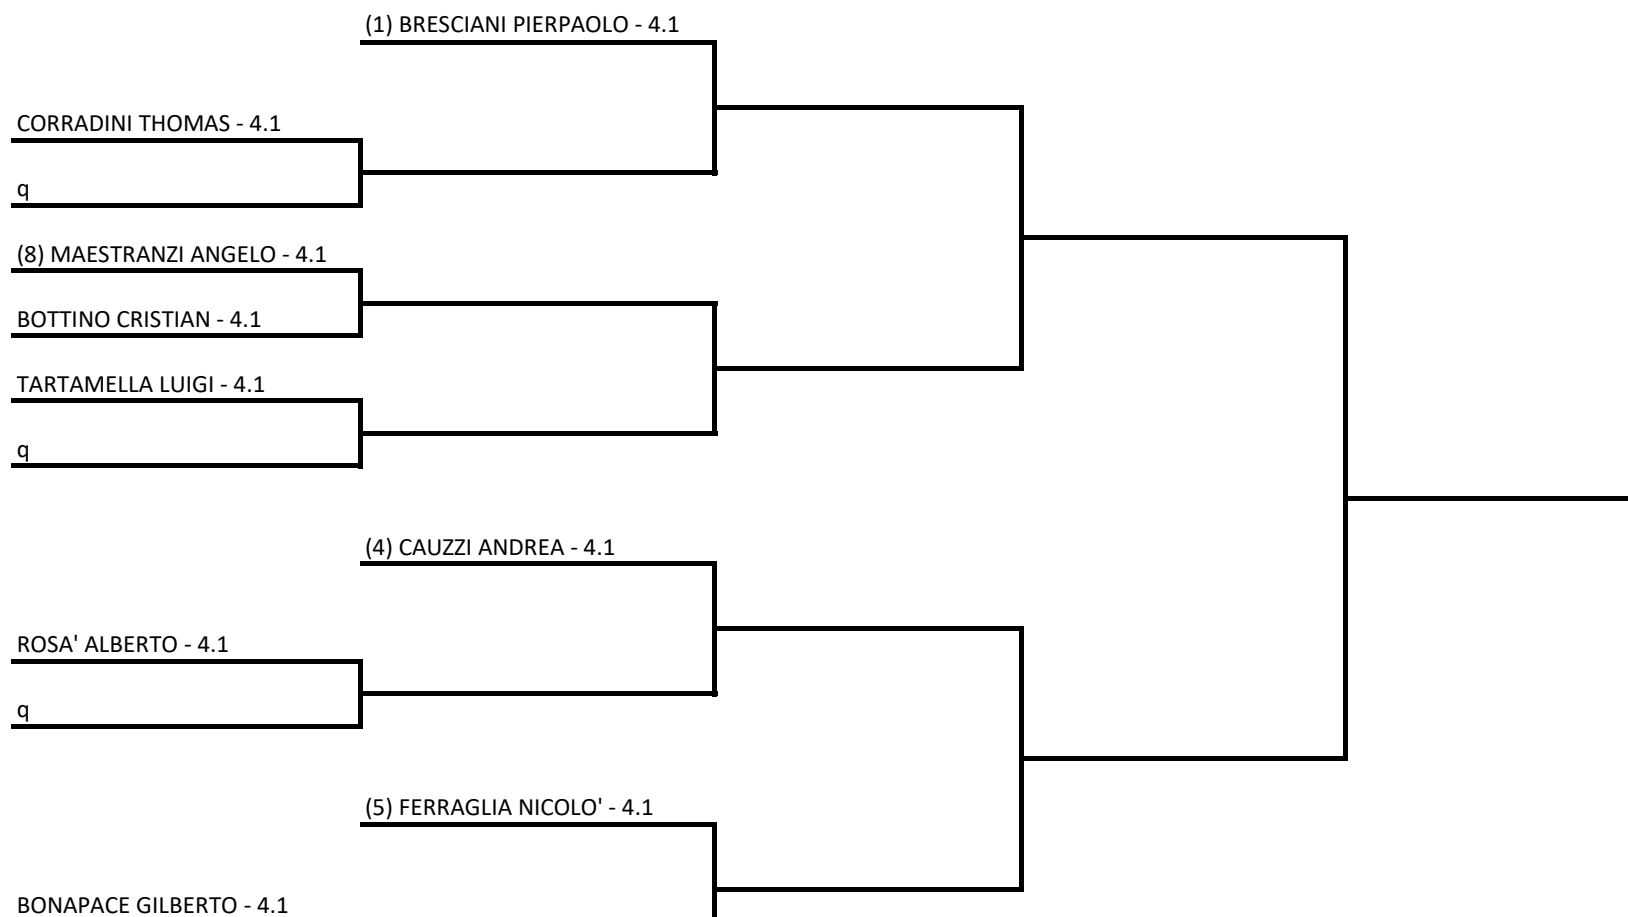 (1) BRESCIANI PIERPAOLO - 4.1
CORRADINI THOMAS - 4.1
q
(8) MAESTRANZI ANGELO - 4.1
BOTTINO CRISTIAN - 4.1
TARTAMELLA LUIGI - 4.1
q
(4) CAUZZI ANDREA - 4.1
ROSA' ALBERTO - 4.1
q
(5) FERRAGLIA NICOLO' - 4.1
BONAPACE GILBERTO - 4.1